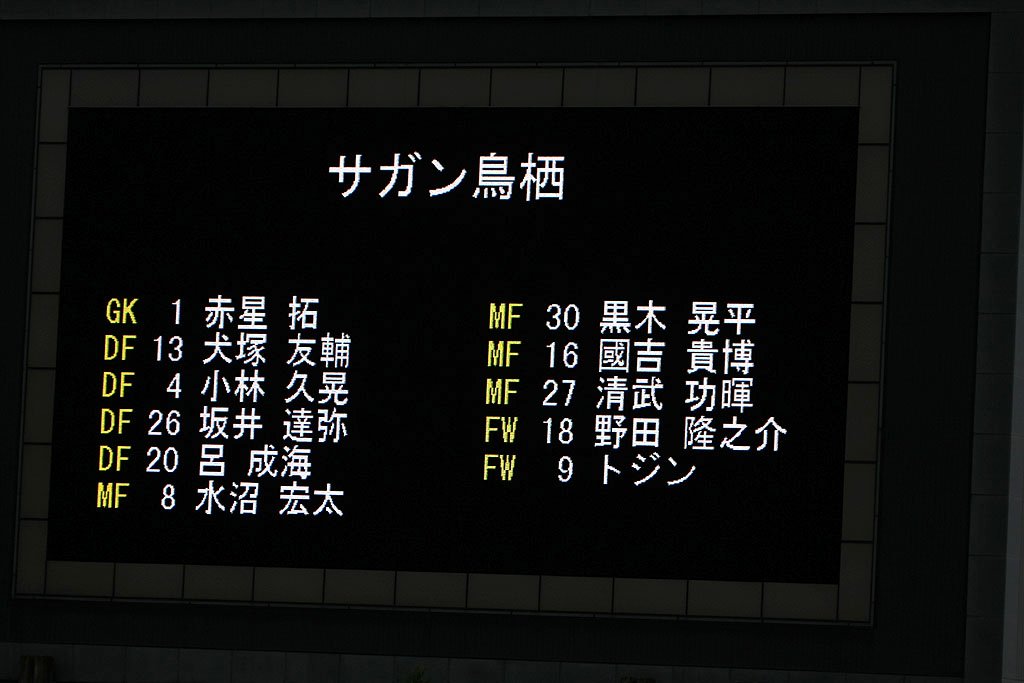 サガン鳥栖
GK 1 赤星 拓
DF 13 犬塚 友輔
DF 4 小林 久晃
DF 26 坂井 達弥
DF 20 呂 成海
MF 8 水沼 宏太
MF 30 黒木 晃平
MF 16 國吉 貴博
MF 27 清武 功暉
FW 18 野田 隆之介
FW 9 トジン